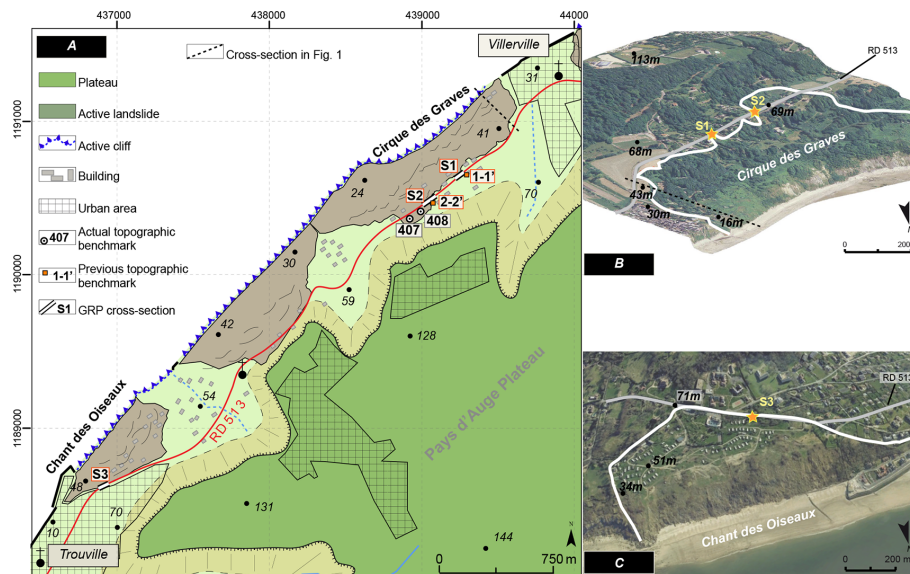 437000
438000
439000
44000
1191000
1190000
1189000
A
Cross-section in Fig. 1
Plateau
Active landslide
Active cliff
Building
Urban area
407
Actual topographic
benchmark
1-1'
Previous topographic
benchmark
S1
GRP cross-section
Villerville
31
Cirque des Graves
41
S1
1-1'
24
S2
2-2'
70
408
407
30
59
42
128
54
RD 513
Pays d'Auge Plateau
Chant des Oiseaux
S3
48
131
70
10
144
Trouville
N
0
750 m
113m
RD 513
S2
S1
69m
68m
Cirque des Graves
43m
30m
16m
N
0
200 m
B
71m
RD 513
S3
51m
34m
Chant des Oiseaux
N
0
200 m
C